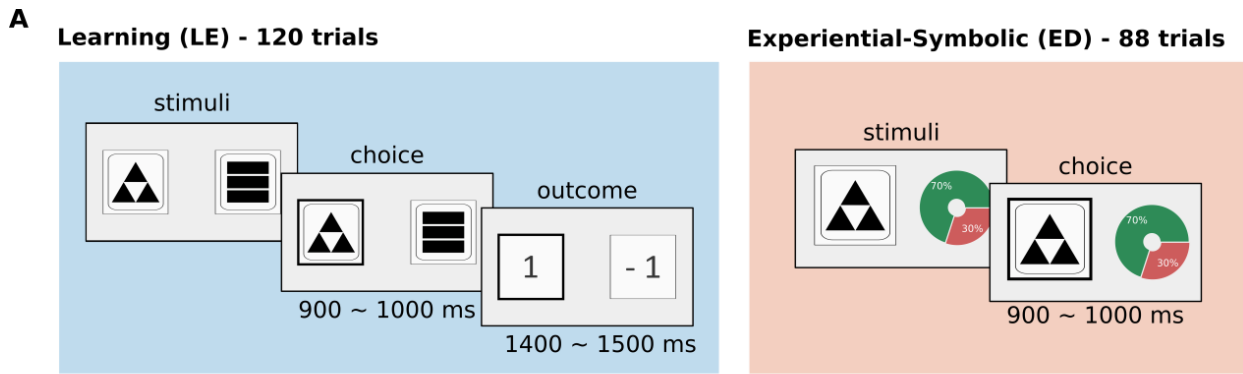 A
Learning (LE) - 120 trials
stimuli
choice
outcome
1
- 1
900 ~ 1000 ms
1400 ~ 1500 ms
Experiential-Symbolic (ED) - 88 trials
stimuli
70%
30%
choice
70%
30%
900 ~ 1000 ms